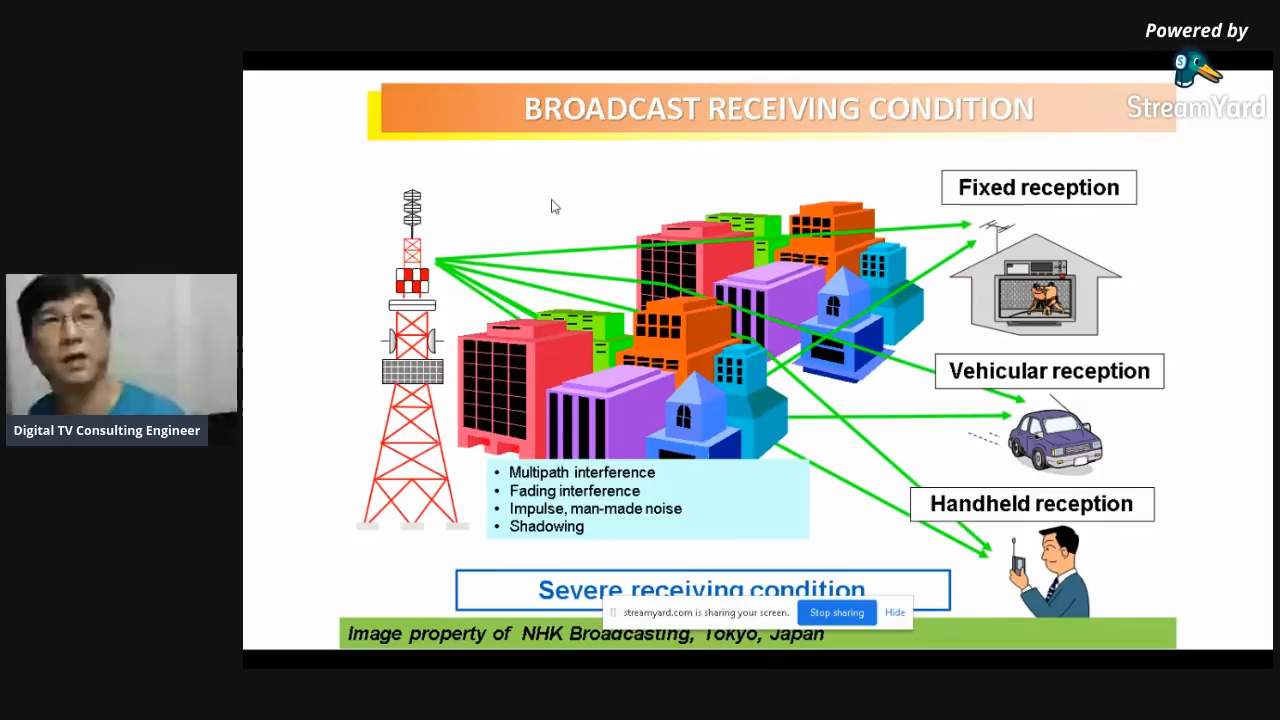 Powered by
StreamYard
BROADCAST RECEIVING CONDITION
Fixed reception
Vehicular reception
Digital TV Consulting Engineer
• Multipath interference
• Fading interference
• Impulse, man-made noise
• Shadowing
Handheld reception
Severe receiving condition
streamyard.com is sharing your screen. Stop sharing Hide
Image property of NHK Broadcasting, Tokyo, Japan